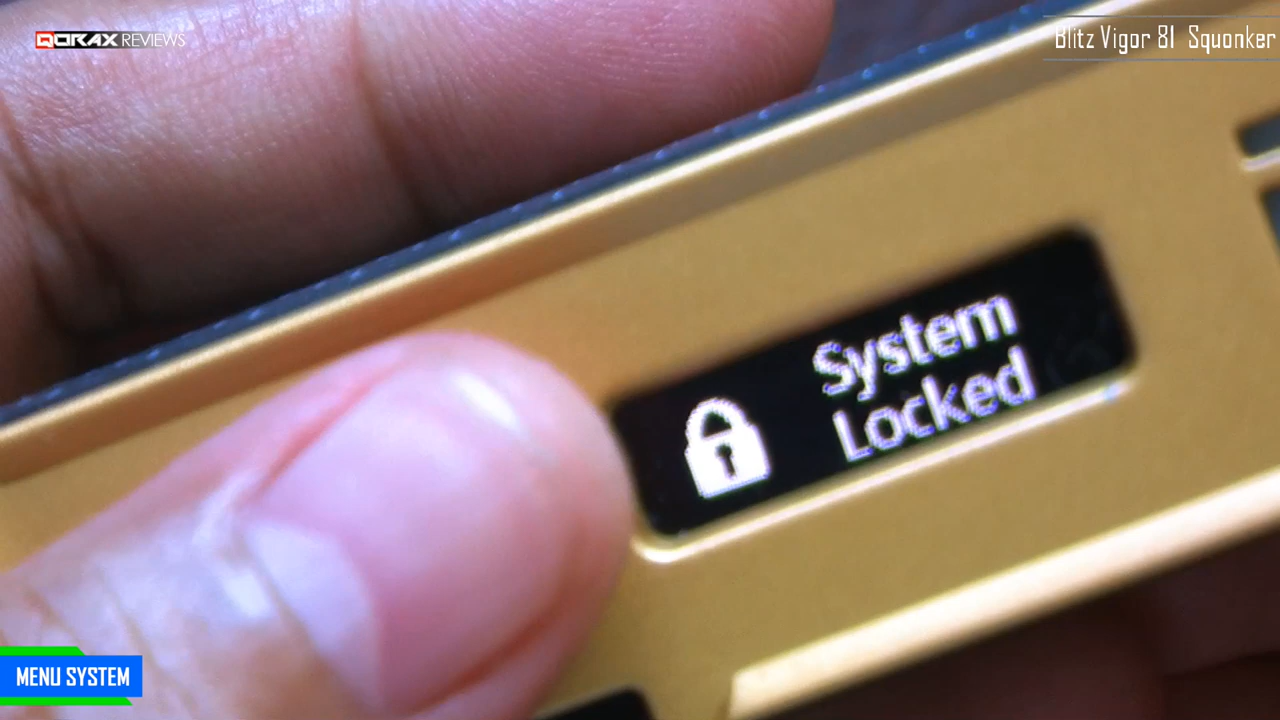 QORAX REVIEWS
Blitz Vigor 81 Squonker
System
Locked
MENU SYSTEM